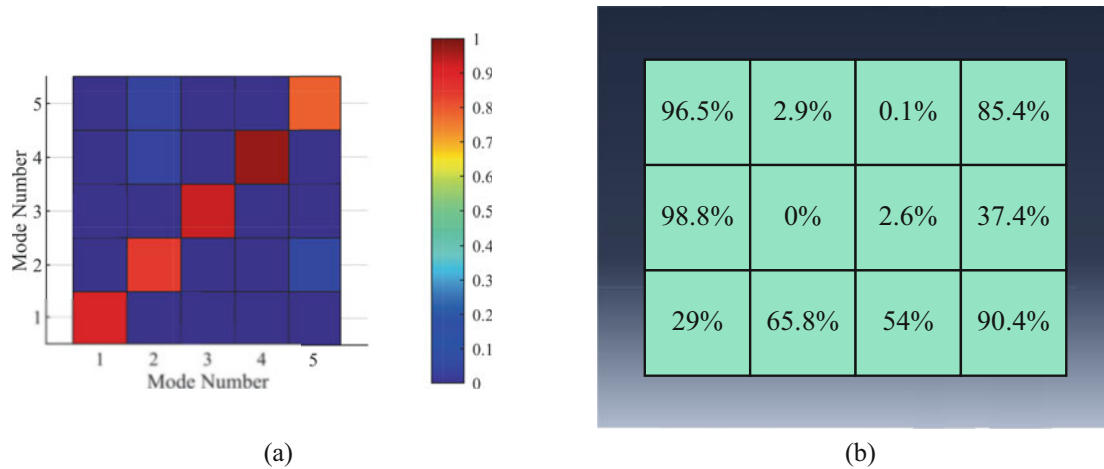 5
4
3
2
1
Mode Number
1 2 3 4 5
Mode Number
1
0.9
0.8
0.7
0.6
0.5
0.4
0.3
0.2
0.1
0
(a)
96.5% 2.9% 0.1% 85.4%
98.8% 0% 2.6% 37.4%
29% 65.8% 54% 90.4%
(b)